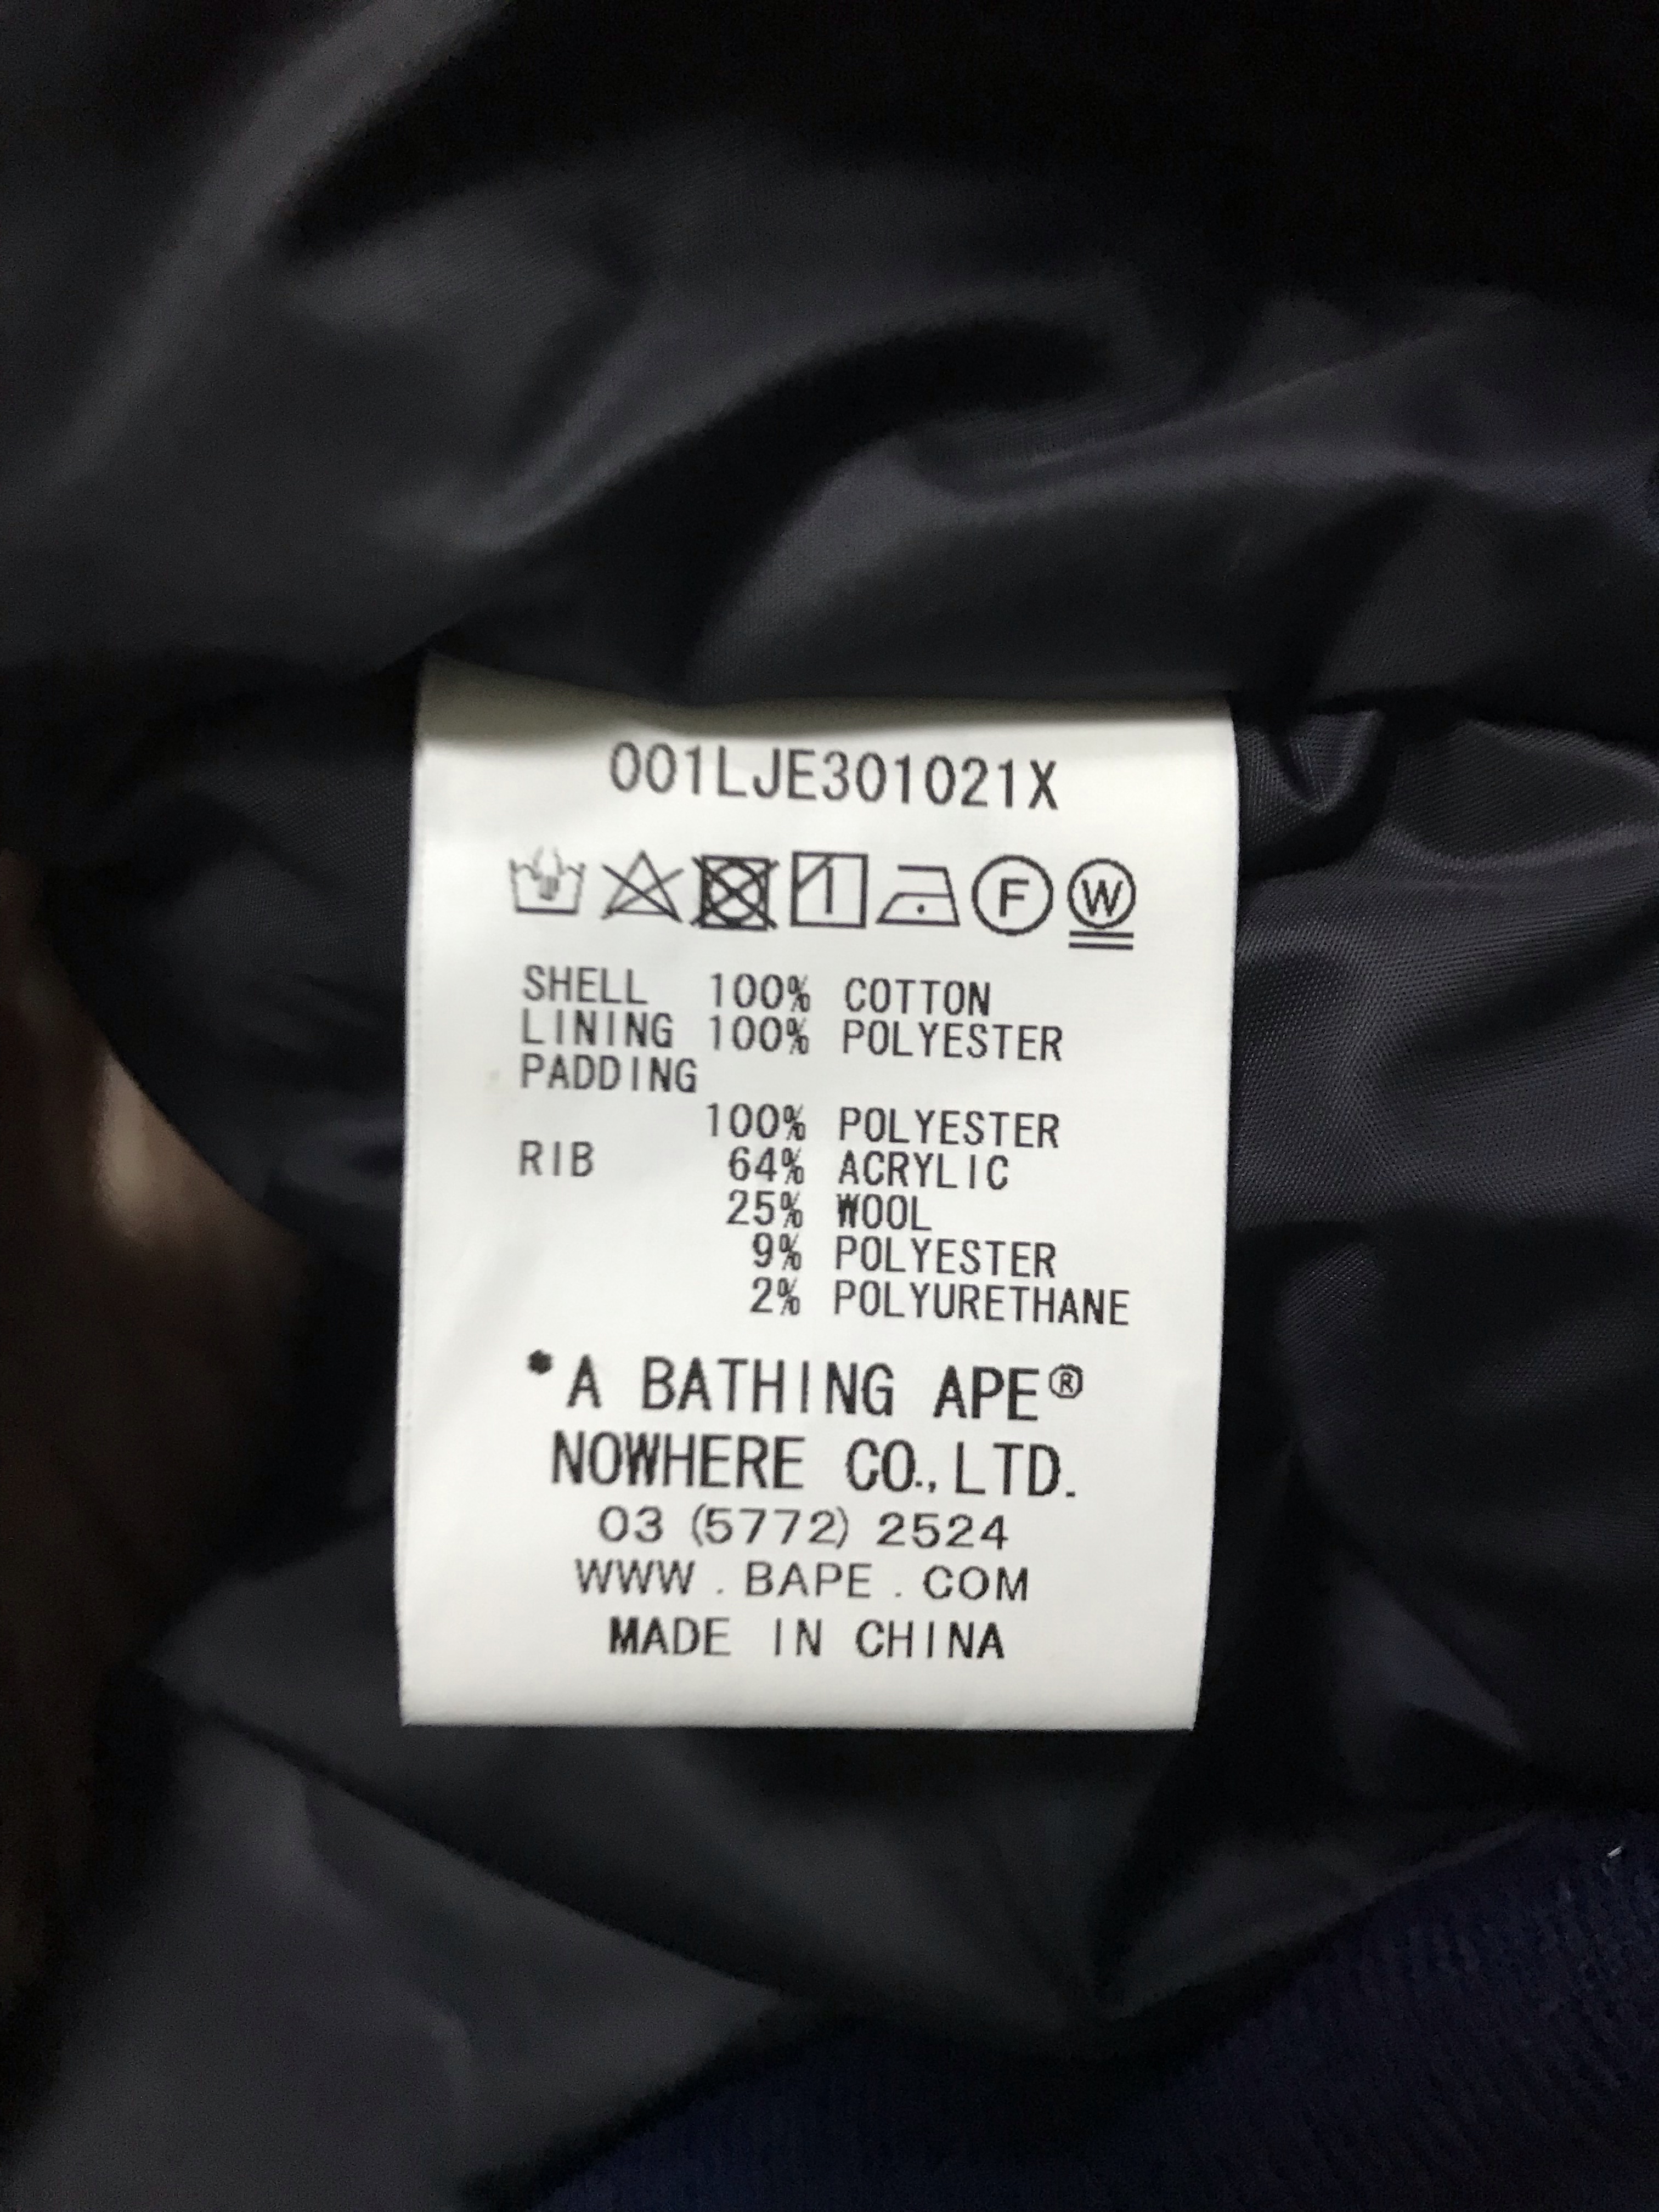 001LJE301021X
F W
SHELL 100% COTTON
LINING 100% POLYESTER
PADDING
100% POLYESTER
RIB 64% ACRYLIC
25% WOOL
9% POLYESTER
2% POLYURETHANE
*A BATHING APE®
NOWHERE CO., LTD.
03 (5772) 2524
WWW . BAPE . COM
MADE IN CHINA